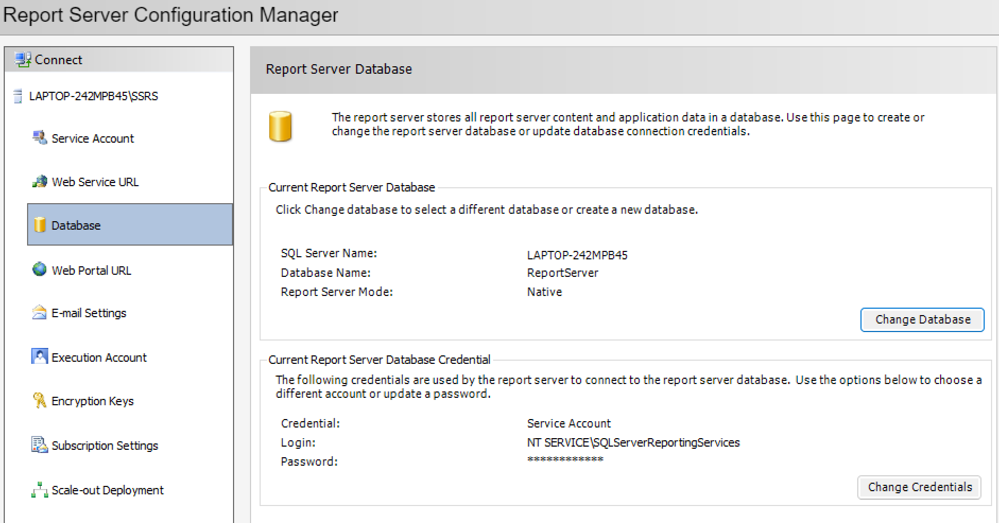 Report Server Configuration Manager
Connect
LAPTOP-242MPB45\SSRS
Service Account
Web Service URL
Database
Web Portal URL
E-mail Settings
Execution Account
Encryption Keys
Subscription Settings
Scale-out Deployment
Report Server Database
The report server stores all report server content and application data in a database. Use this page to create or
change the report server database or update database connection credentials.
Current Report Server Database
Click Change database to select a different database or create a new database.
SQL Server Name: LAPTOP-242MPB45
Database Name: ReportServer
Report Server Mode: Native
Change Database
Current Report Server Database Credential
The following credentials are used by the report server to connect to the report server database.  Use the options below to choose a
different account or update a password.
Credential: Service Account
Login: NT SERVICE\SQLServerReportingServices
Password: ************
Change Credentials